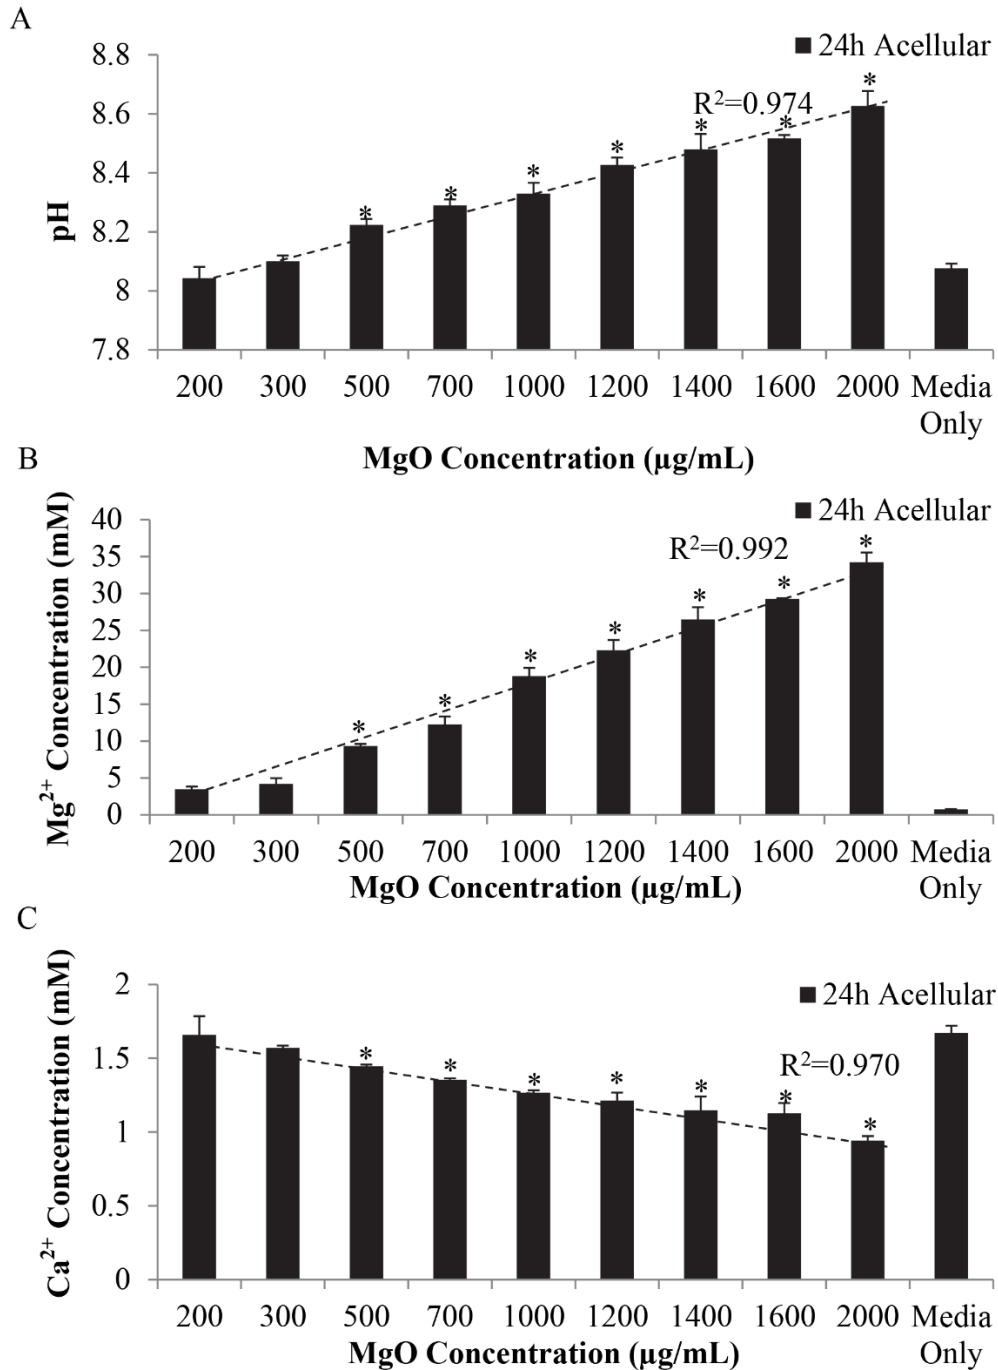 A
24h Acellular
R²=0.974
pH
8.8
8.6
8.4
8.2
8
7.8
* * * * * * *
200 300 500 700 1000 1200 1400 1600 2000 Media Only
MgO Concentration (µg/mL)
B
24h Acellular
R²=0.992
Mg²⁺ Concentration (mM)
40
35
30
25
20
15
10
5
0
* * * * * * *
200 300 500 700 1000 1200 1400 1600 2000 Media Only
MgO Concentration (µg/mL)
C
24h Acellular
R²=0.970
Ca²⁺ Concentration (mM)
2
1.5
1
0.5
0
* * * * * * *
200 300 500 700 1000 1200 1400 1600 2000 Media Only
MgO Concentration (µg/mL)